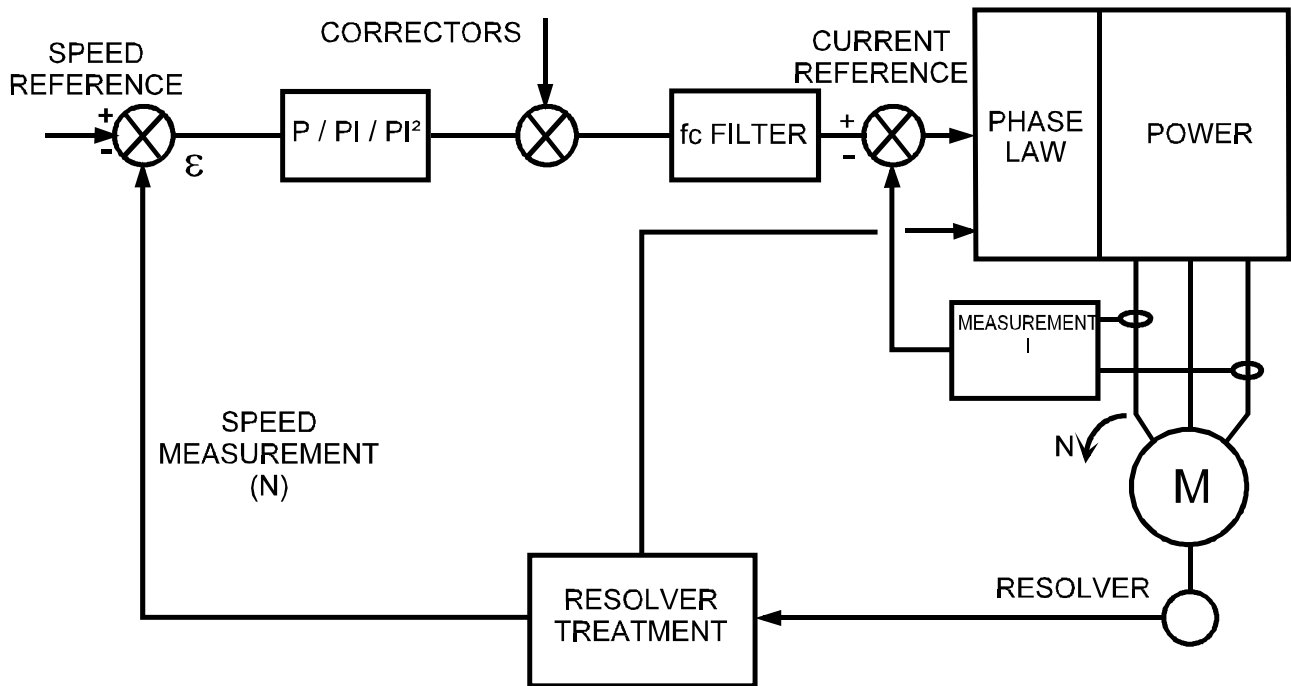 CORRECTORS
SPEED
REFERENCE
+
-
ε
P / PI / PI²
fc FILTER
CURRENT
REFERENCE
+
-
PHASE
LAW
POWER
MEASUREMENT
I
SPEED
MEASUREMENT
(N)
N
M
RESOLVER
TREATMENT
RESOLVER